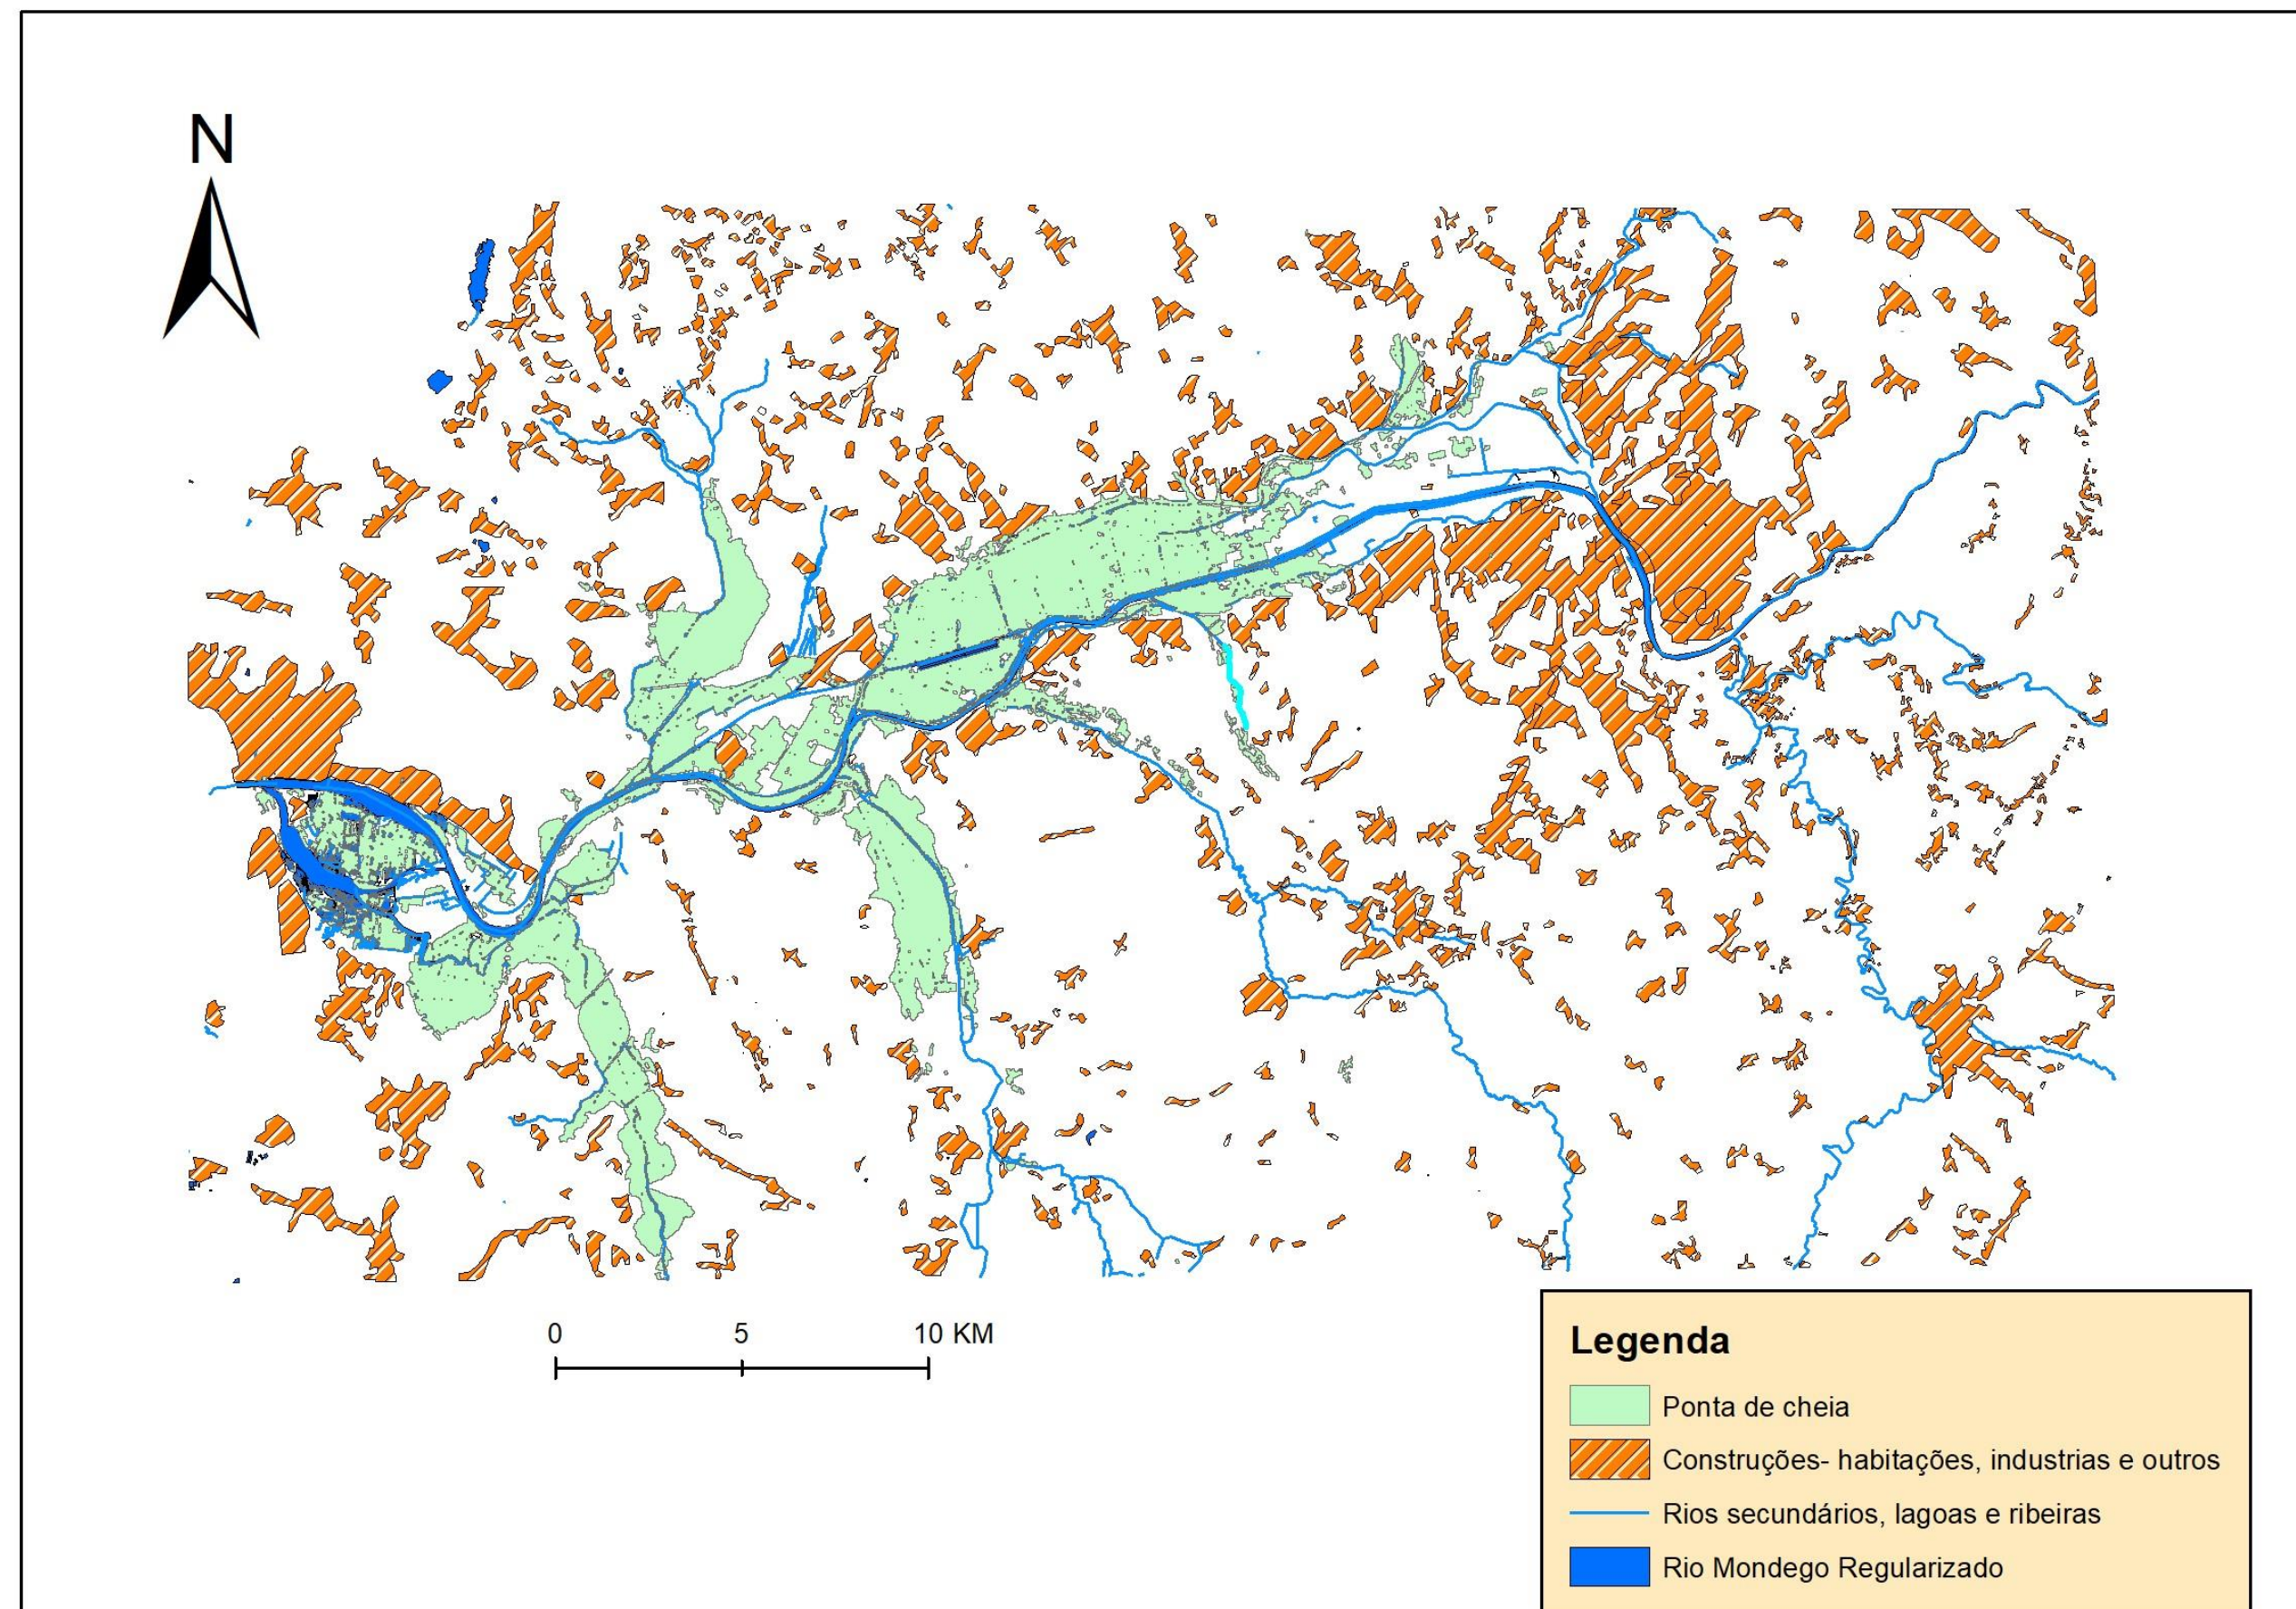 N
0 5 10 KM
Legenda
Ponta de cheia
Construções- habitações, industrias e outros
Rios secundários, lagoas e ribeiras
Rio Mondego Regularizado